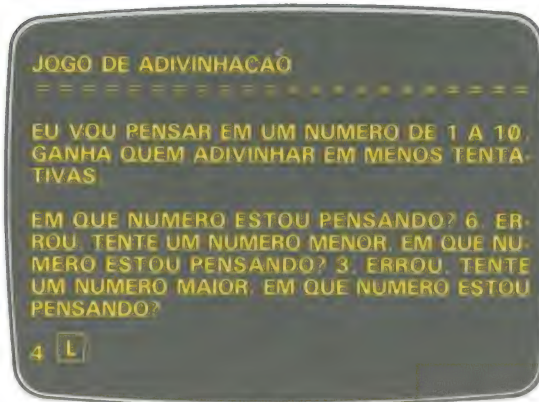 JOGO DE ADIVINHACAO
= = = = = = = = = = = = = = = = = = = = = = = =
EU VOU PENSAR EM UM NUMERO DE 1 A 10.
GANHA QUEM ADIVINHAR EM MENOS TENTA-
TIVAS
EM QUE NUMERO ESTOU PENSANDO? 6. ER-
ROU. TENTE UM NUMERO MENOR. EM QUE NU-
MERO ESTOU PENSANDO? 3. ERROU. TENTE
UM NUMERO MAIOR. EM QUE NUMERO ESTOU
PENSANDO?
4 L